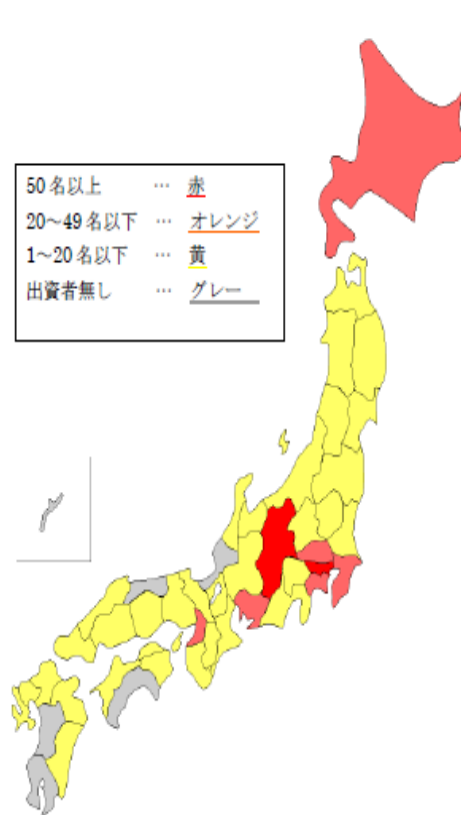 50名以上 … 赤
20～49名以下 … オレンジ
1～20名以下 … 黄
出資者無し … グレー